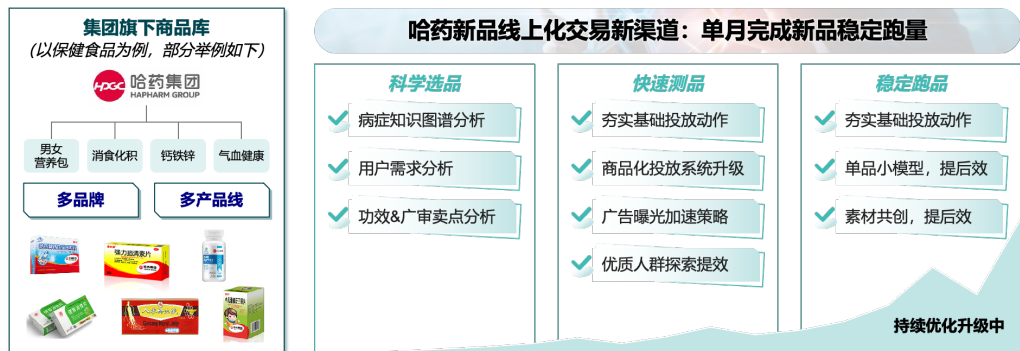 集团旗下商品库
(以保健食品为例，部分举例如下)
HPGC
哈药集团
HAPHARM GROUP
男女
营养包
消食化积
钙铁锌
气血健康
多品牌
多产品线
强力脑清素片
哈药新品线上化交易新渠道：单月完成新品稳定跑量
科学选品
病症知识图谱分析
用户需求分析
功效&广审卖点分析
快速测品
夯实基础投放动作
商品化投放系统升级
广告曝光加速策略
优质人群探索提效
稳定跑品
夯实基础投放动作
单品小模型，提后效
素材共创，提后效
持续优化升级中